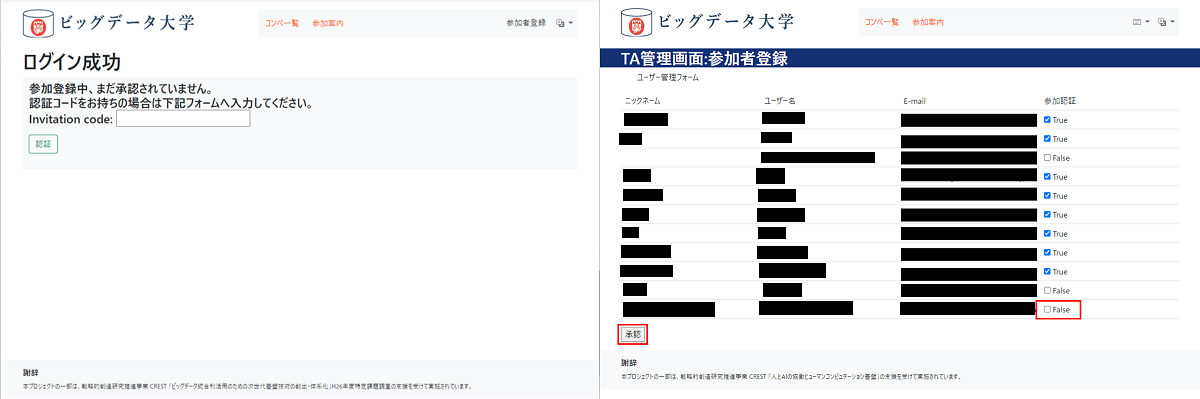 ビッグデータ大学
コンペ一覧 参加案内
参加者登録
ログイン成功
参加登録中、まだ承認されていません。
認証コードをお持ちの場合は下記フォームへ入力してください。
Invitation code:
認証
謝辞
本プロジェクトの一部は、戦略的創造研究推進事業 CREST 「ビッグデータ統合利活用のための次世代基盤技術の創出・体系化」H26年度特定課題調査の支援を受けて実施されています。
ビッグデータ大学
コンペ一覧 参加案内
TA管理画面:参加者登録
ユーザー管理フォーム
ニックネーム ユーザー名 E-mail 参加認証
True
True
False
True
True
True
True
True
True
False
False
承認
謝辞
本プロジェクトの一部は、戦略的創造研究推進事業 CREST 「人とAIの協働ヒューマンコンピュテーション基盤」の支援を受けて実施されています。